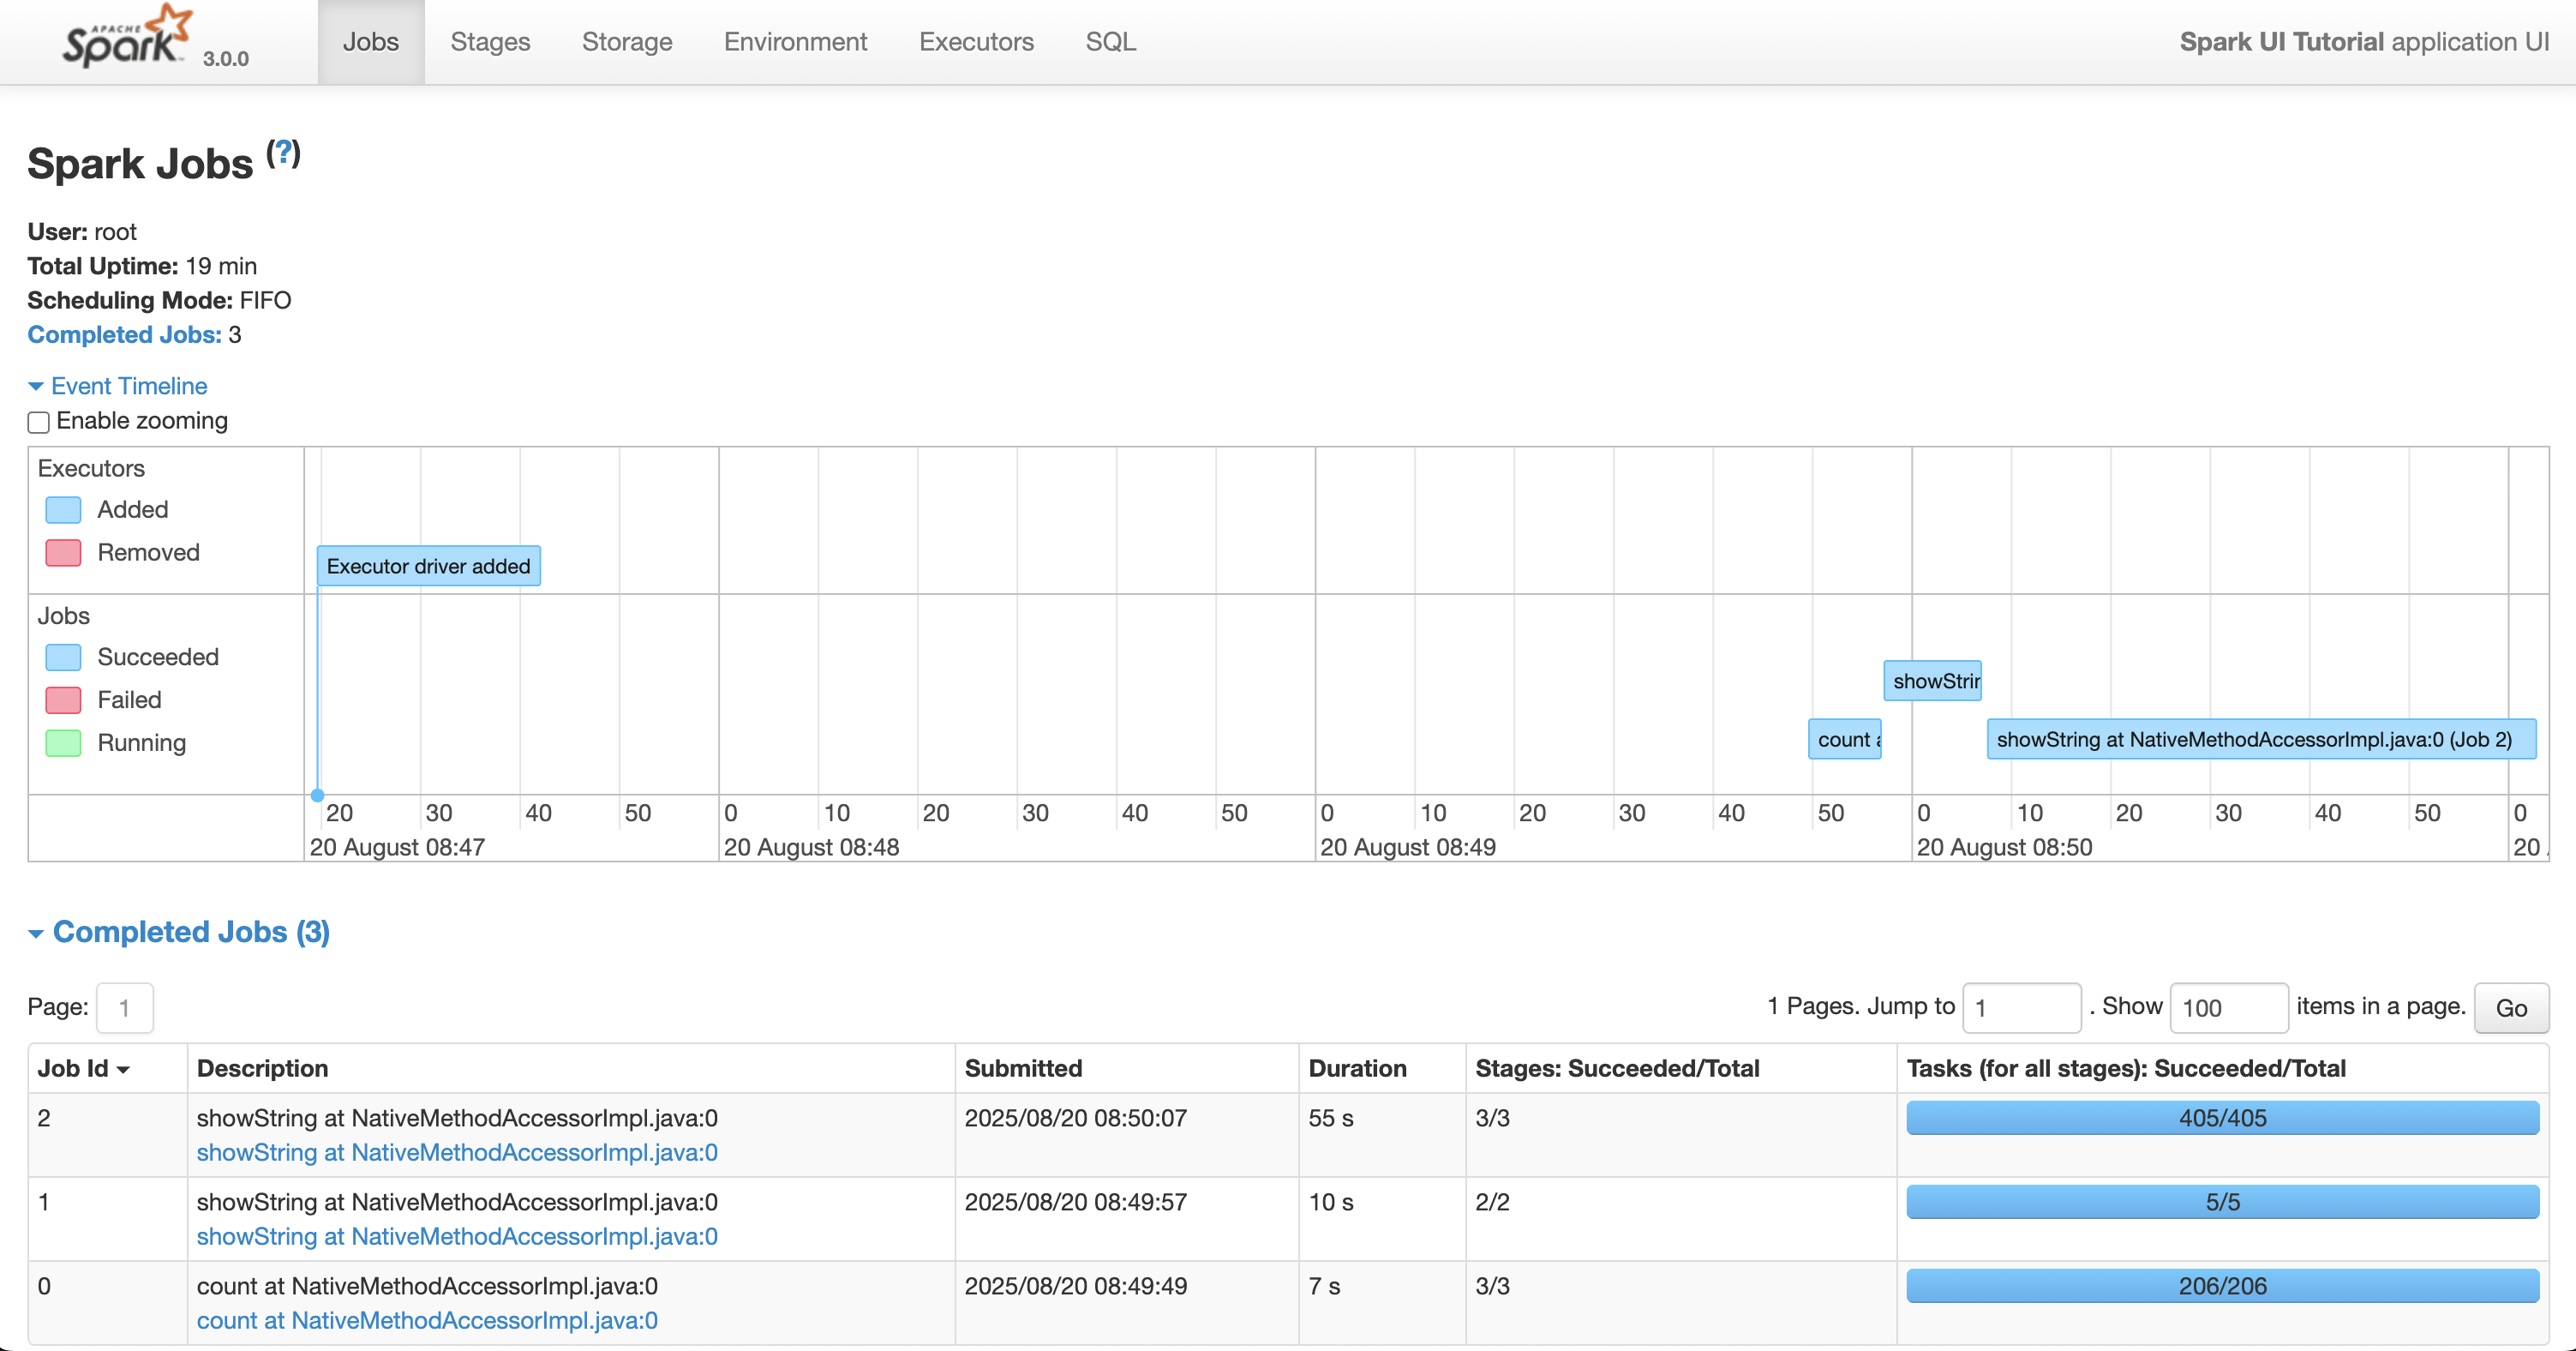 APACHE Spark 3.0.0 Jobs Stages Storage Environment Executors SQL Spark UI Tutorial application UI
Spark Jobs (?)
User: root
Total Uptime: 19 min
Scheduling Mode: FIFO
Completed Jobs: 3
Event Timeline
Enable zooming
Executors
Added
Removed
Executor driver added
Jobs
Succeeded
Failed
Running
showStrin
count a
showString at NativeMethodAccessorImpl.java:0 (Job 2)
20 30 40 50 0 10 20 30 40 50 0 10 20 30 40 50 0 10 20 30 40 50 0
20 August 08:47 20 August 08:48 20 August 08:49 20 August 08:50 20
Completed Jobs (3)
Page: 1 1 Pages. Jump to 1 . Show 100 items in a page. Go
Job Id Description Submitted Duration Stages: Succeeded/Total Tasks (for all stages): Succeeded/Total
2 showString at NativeMethodAccessorImpl.java:0 2025/08/20 08:50:07 55 s 3/3 405/405
showString at NativeMethodAccessorImpl.java:0
1 showString at NativeMethodAccessorImpl.java:0 2025/08/20 08:49:57 10 s 2/2 5/5
showString at NativeMethodAccessorImpl.java:0
0 count at NativeMethodAccessorImpl.java:0 2025/08/20 08:49:49 7 s 3/3 206/206
count at NativeMethodAccessorImpl.java:0